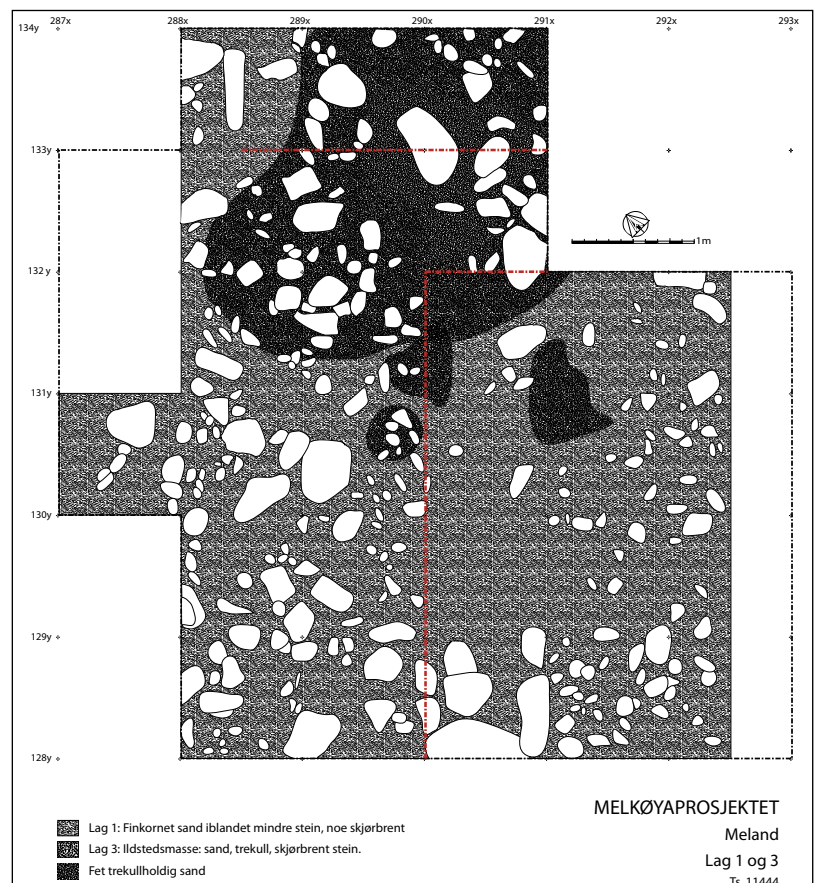 287x 288x 289x 290x 291x 292x 293x
134y
133y
132 y
1m
131y
130y
129y
128y
MELKØYAPROSJEKTET
Meland
Lag 1 og 3
Ts. 11444
Lag 1: Finkornet sand iblandet mindre stein, noe skjørbrent
Lag 3: Ildstedsmasse: sand, trekull, skjørbrent stein.
Fet trekullholdig sand